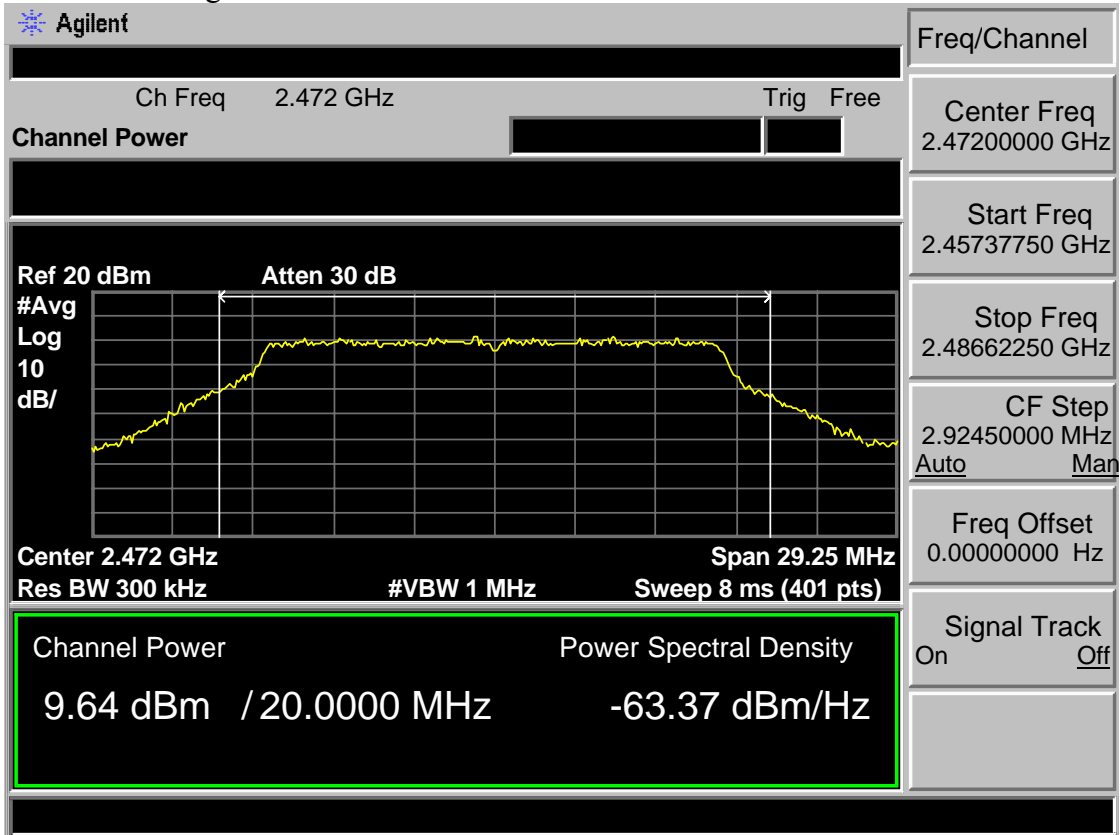 Agilent
Freq/Channel
Ch Freq 2.472 GHz Trig Free
Channel Power
Center Freq
2.47200000 GHz
Start Freq
2.45737750 GHz
Stop Freq
2.48662250 GHz
CF Step
2.92450000 MHz
Auto Man
Freq Offset
0.00000000 Hz
Signal Track
On Off
Ref 20 dBm Atten 30 dB
#Avg
Log
10
dB/
Center 2.472 GHz Span 29.25 MHz
Res BW 300 kHz #VBW 1 MHz Sweep 8 ms (401 pts)
Channel Power Power Spectral Density
9.64 dBm / 20.0000 MHz -63.37 dBm/Hz